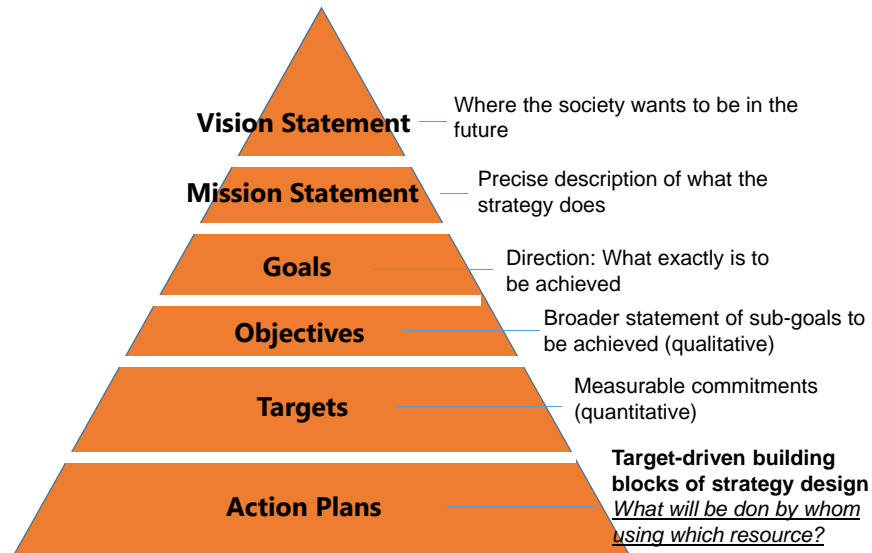 Vision Statement
Where the society wants to be in the
future
Mission Statement
Precise description of what the
strategy does
Goals
Direction: What exactly is to
be achieved
Objectives
Broader statement of sub-goals to
be achieved (qualitative)
Targets
Measurable commitments
(quantitative)
Action Plans
Target-driven building
blocks of strategy design
What will be don by whom
using which resource?